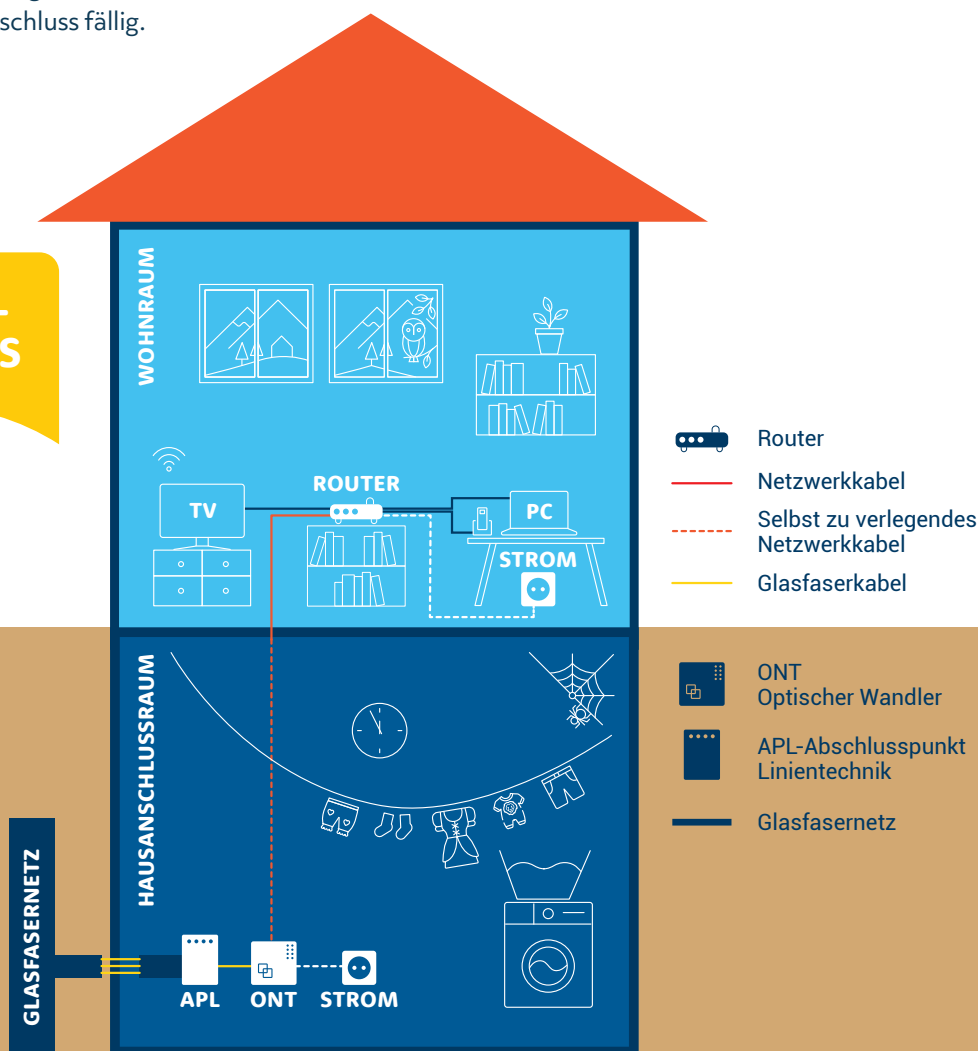 schluss fällig.
S
WOHNRAUM
ROUTER
TV
PC
STROM
Router
Netzwerkkabel
Selbst zu verlegendes
Netzwerkkabel
Glasfaserkabel
HAUSANSCHLUSSRAUM
ONT
Optischer Wandler
APL-Abschlusspunkt
Linientechnik
Glasfasernetz
GLASFASERNETZ
APL
ONT
STROM